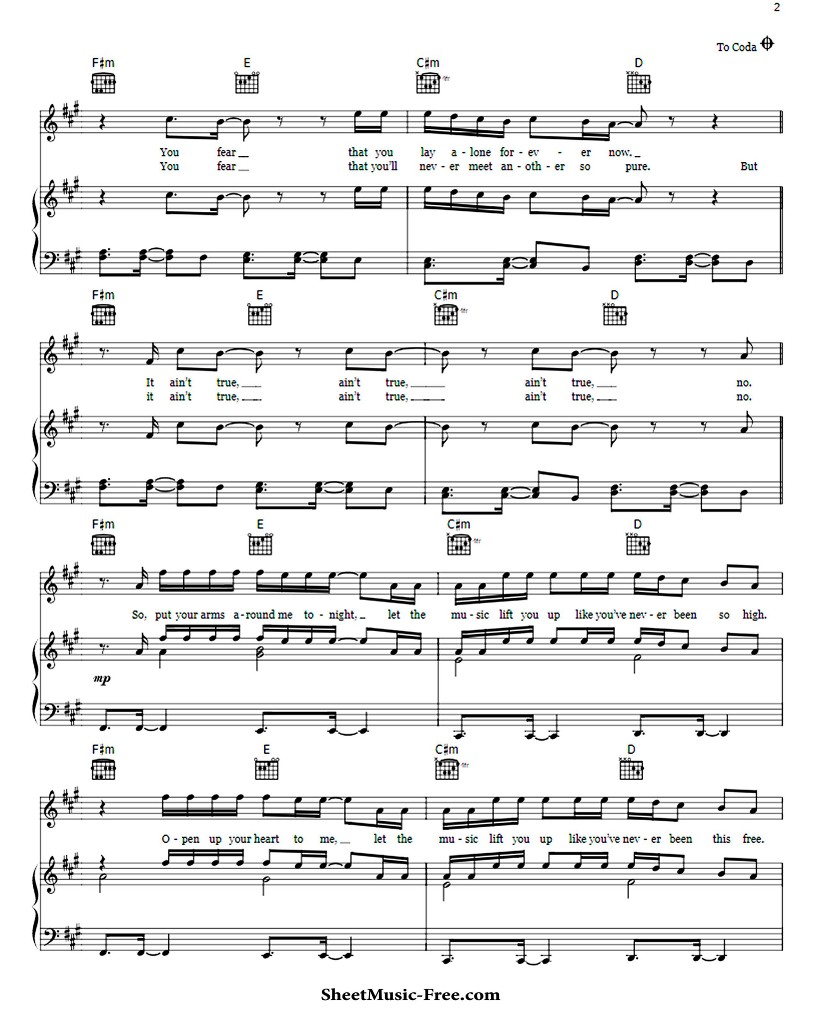 2
To Coda
F#m E C#m D
You fear that you lay a - lone for - ev - er now.
You fear that you'll nev - er meet an - oth - er so pure. But
F#m E C#m D
It ain't true, ain't true, ain't true, no.
it ain't true, ain't true, ain't true, no.
F#m E C#m D
So, put your arms a - round me to - night, let the mu - sic lift you up like you've nev - er been so high.
mp
F#m E C#m D
O - pen up your heart to me, let the mu - sic lift you up like you've nev - er been this free.
SheetMusic-Free.com